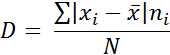 D = ∑|xᵢ − x̄|nᵢ / N